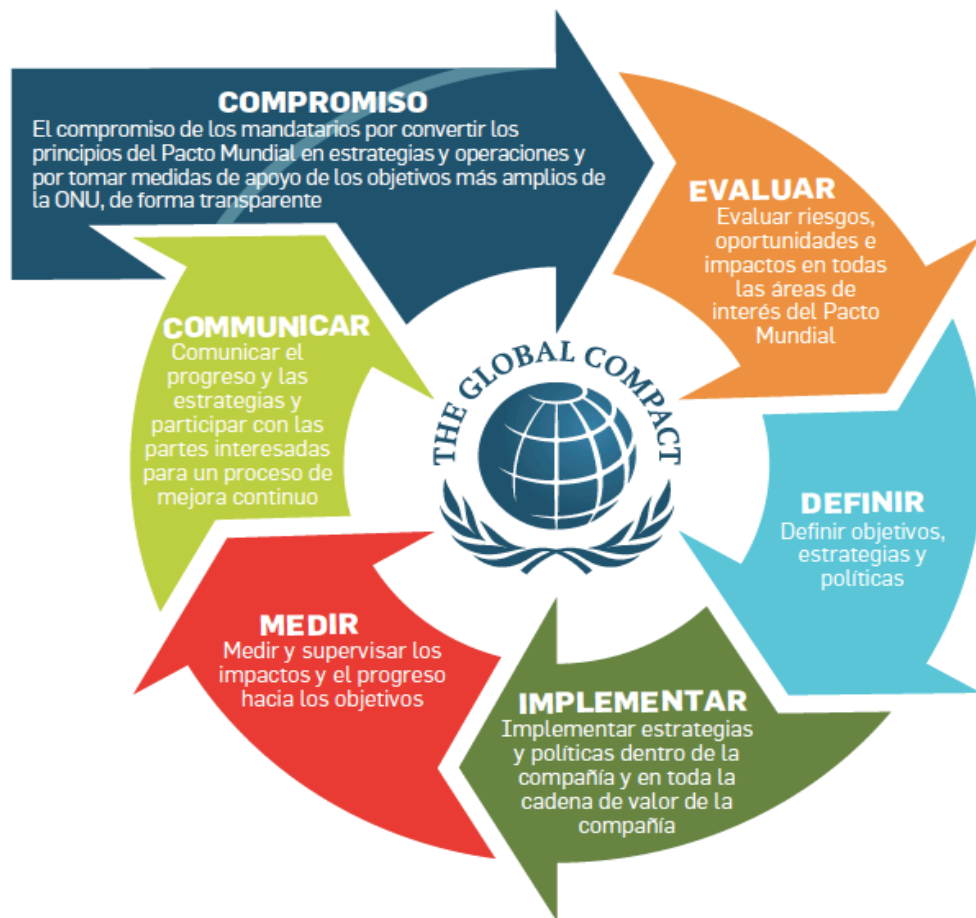 COMPROMISO
El compromiso de los mandatarios por convertir los
principios del Pacto Mundial en estrategias y operaciones y
por tomar medidas de apoyo de los objetivos más amplios de
la ONU, de forma transparente
EVALUAR
Evaluar riesgos,
oportunidades e
impactos en todas
las áreas de
interés del Pacto
Mundial
DEFINIR
Definir objetivos,
estrategias y
políticas
IMPLEMENTAR
Implementar estrategias
y políticas dentro de la
compañía y en toda la
cadena de valor de la
compañía
MEDIR
Medir y supervisar los
impactos y el progreso
hacia los objetivos
COMMUNICAR
Comunicar el
progreso y las
estrategias y
participar con las
partes interesadas
para un proceso de
mejora continuo
THE GLOBAL COMPACT